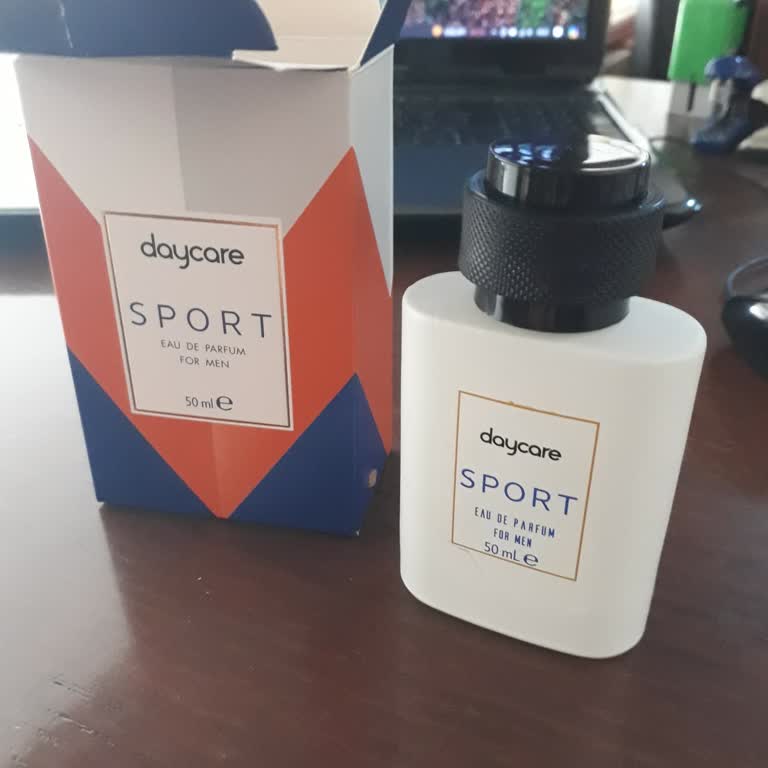 daycare
SPORT
EAU DE PARFUM
FOR MEN
50 ml e
daycare
SPORT
EAU DE PARFUM
FOR MEN
50 mL e